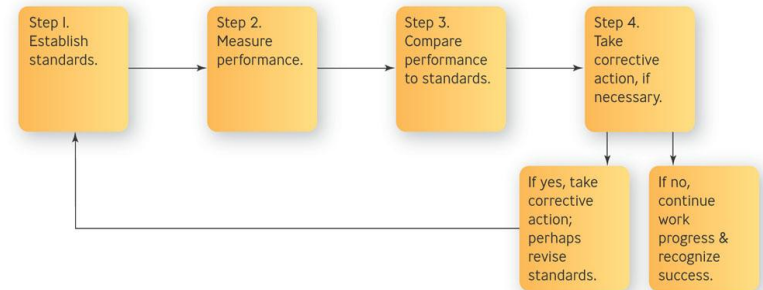 Step 1.
Establish
standards.
Step 2.
Measure
performance.
Step 3.
Compare
performance
to standards.
Step 4.
Take
corrective
action, if
necessary.
If yes, take
corrective
action;
perhaps
revise
standards.
If no,
continue
work
progress &
recognize
success.